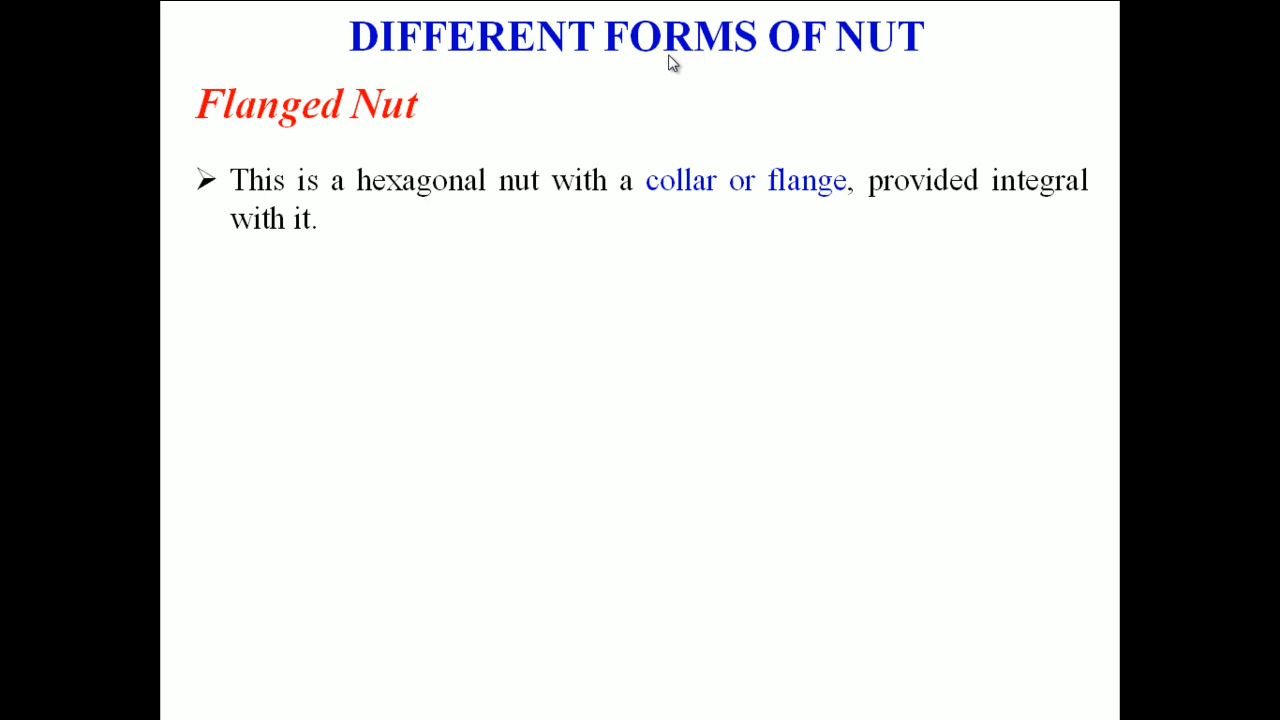 DIFFERENT FORMS OF NUT
Flanged Nut
➢ This is a hexagonal nut with a collar or flange, provided integral
with it.